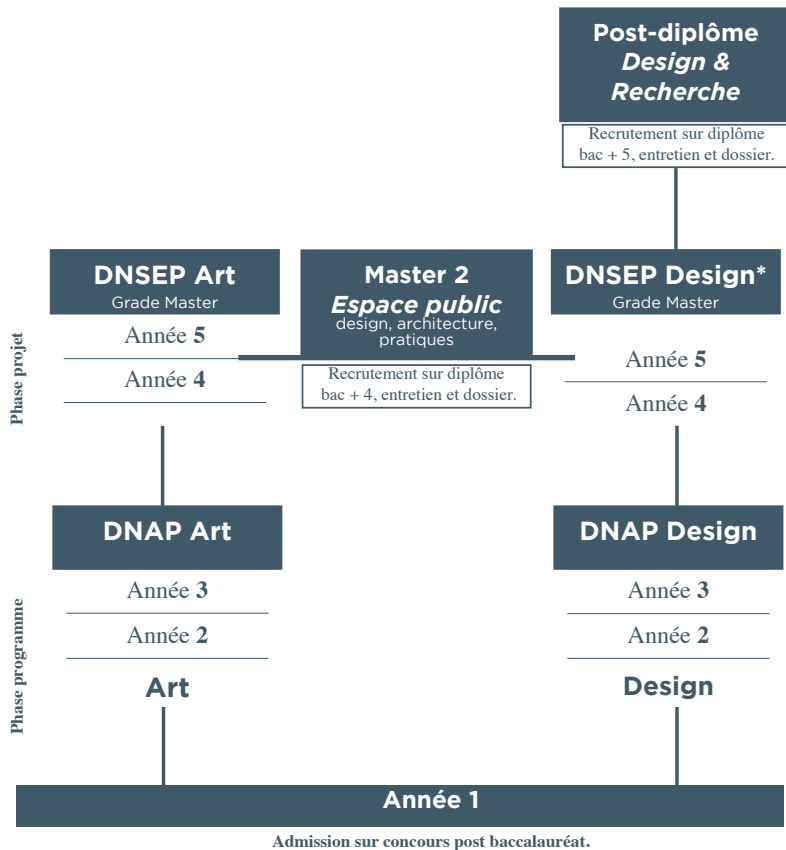 Post-diplôme
Design &
Recherche
Recrutement sur diplôme
bac + 5, entretien et dossier.
DNSEP Art
Grade Master
Année 5
Année 4
Master 2
Espace public
design, architecture,
pratiques
Recrutement sur diplôme
bac + 4, entretien et dossier.
DNSEP Design*
Grade Master
Année 5
Année 4
Phase projet
DNAP Art
Année 3
Année 2
Art
DNAP Design
Année 3
Année 2
Design
Phase programme
Année 1
Admission sur concours post baccalauréat.